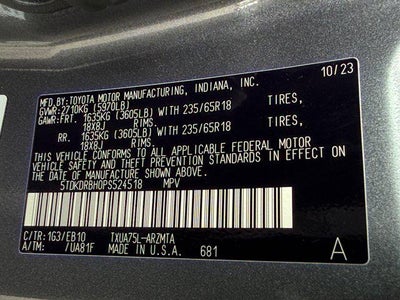 MFD.BY:TOYOTA MOTOR MANUFACTURING, INDIANA, INC. 10/23
GVWR:2710KG (5970LB)
GAWR:FRT. 1635KG (3605LB) WITH 235/65R18 TIRES,
18X8J RIMS.
RR. 1635KG (3605LB) WITH 235/65R18 TIRES,
18X8J RIMS.
THIS VEHICLE CONFORMS TO ALL APPLICABLE FEDERAL MOTOR
VEHICLE SAFETY AND THEFT PREVENTION STANDARDS IN EFFECT ON
THE DATE OF MANUFACTURE SHOWN ABOVE.
5TDKDRBH0PS524518 MPV
C/TR: 1G3/EB10 TXUA75L-ARZMTA
A/TM: /UA81F MADE IN U.S.A. 681 A